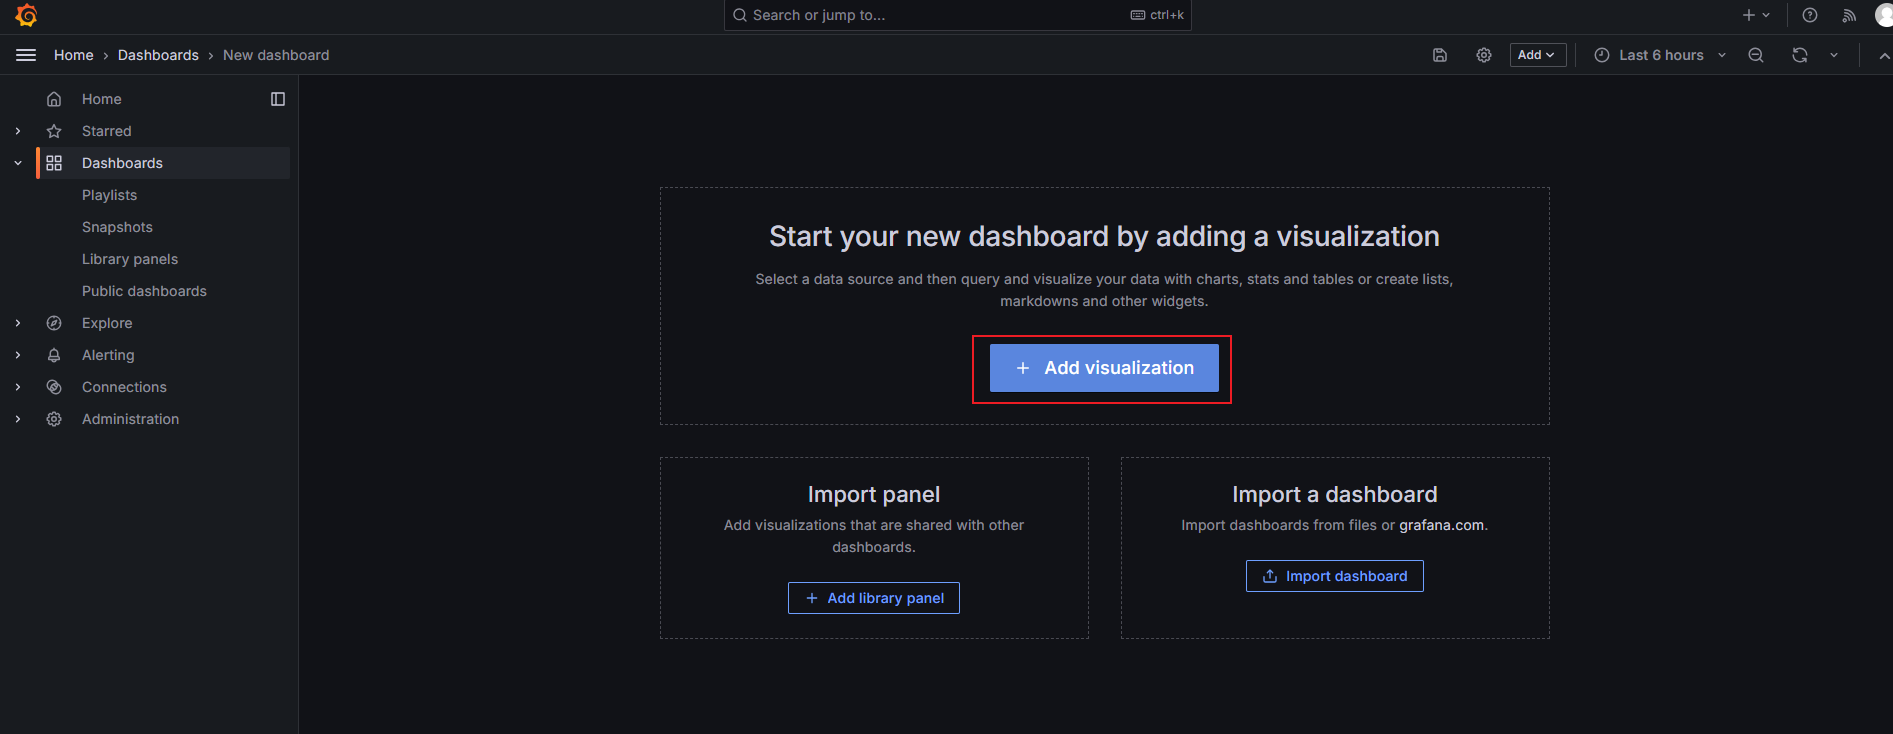 Search or jump to... ctrl+k
Home › Dashboards › New dashboard
Add
Last 6 hours
Home
Starred
Dashboards
Playlists
Snapshots
Library panels
Public dashboards
Explore
Alerting
Connections
Administration
Start your new dashboard by adding a visualization
Select a data source and then query and visualize your data with charts, stats and tables or create lists,
markdowns and other widgets.
+ Add visualization
Import panel
Add visualizations that are shared with other
dashboards.
+ Add library panel
Import a dashboard
Import dashboards from files or grafana.com.
Import dashboard